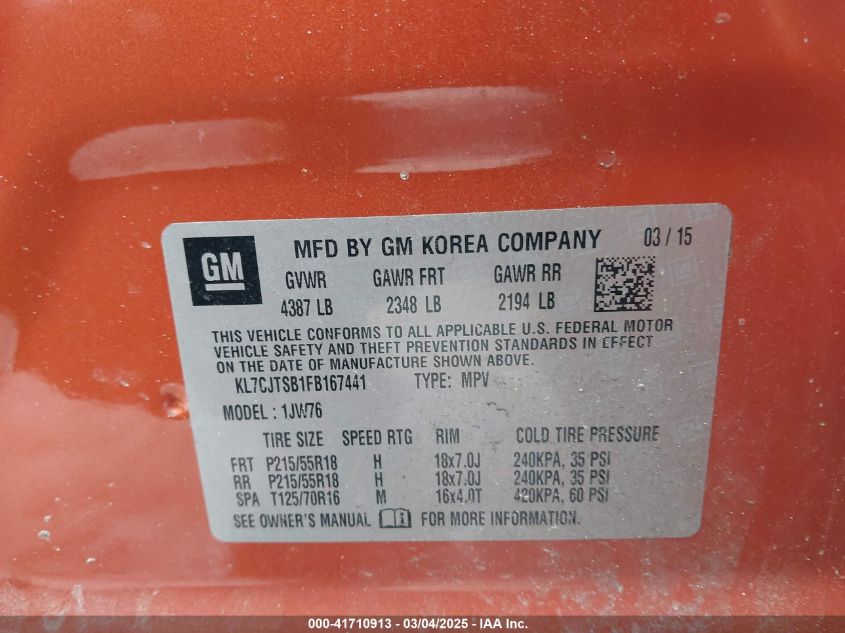 GM
MFD BY GM KOREA COMPANY 03 / 15
GVWR GAWR FRT GAWR RR
4387 LB 2348 LB 2194 LB
THIS VEHICLE CONFORMS TO ALL APPLICABLE U.S. FEDERAL MOTOR
VEHICLE SAFETY AND THEFT PREVENTION STANDARDS IN EFFECT
ON THE DATE OF MANUFACTURE SHOWN ABOVE.
KL7CJTSB1FB167441 TYPE: MPV
MODEL : 1JW76
TIRE SIZE SPEED RTG RIM COLD TIRE PRESSURE
FRT P215/55R18 H 18x7.0J 240KPA, 35 PSI
RR P215/55R18 H 18x7.0J 240KPA, 35 PSI
SPA T125/70R16 M 16x4.0T 420KPA, 60 PSI
SEE OWNER'S MANUAL FOR MORE INFORMATION.
000-41710913 - 03/04/2025 - IAA Inc.